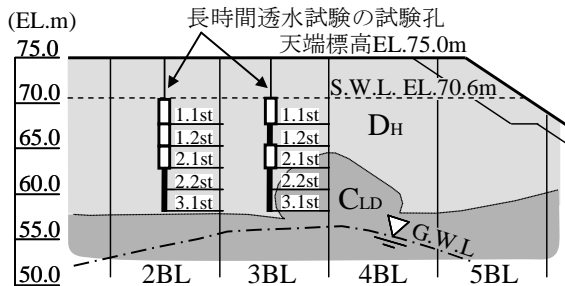 (EL.m)
長時間透水試験の試験孔
天端標高EL.75.0m
75.0
S.W.L. EL.70.6m
70.0
1.1st
1.1st
DH
1.2st
1.2st
65.0
2.1st
2.1st
2.2st
2.2st
60.0
3.1st
3.1st
CLD
55.0
G.W.L
50.0
2BL
3BL
4BL
5BL